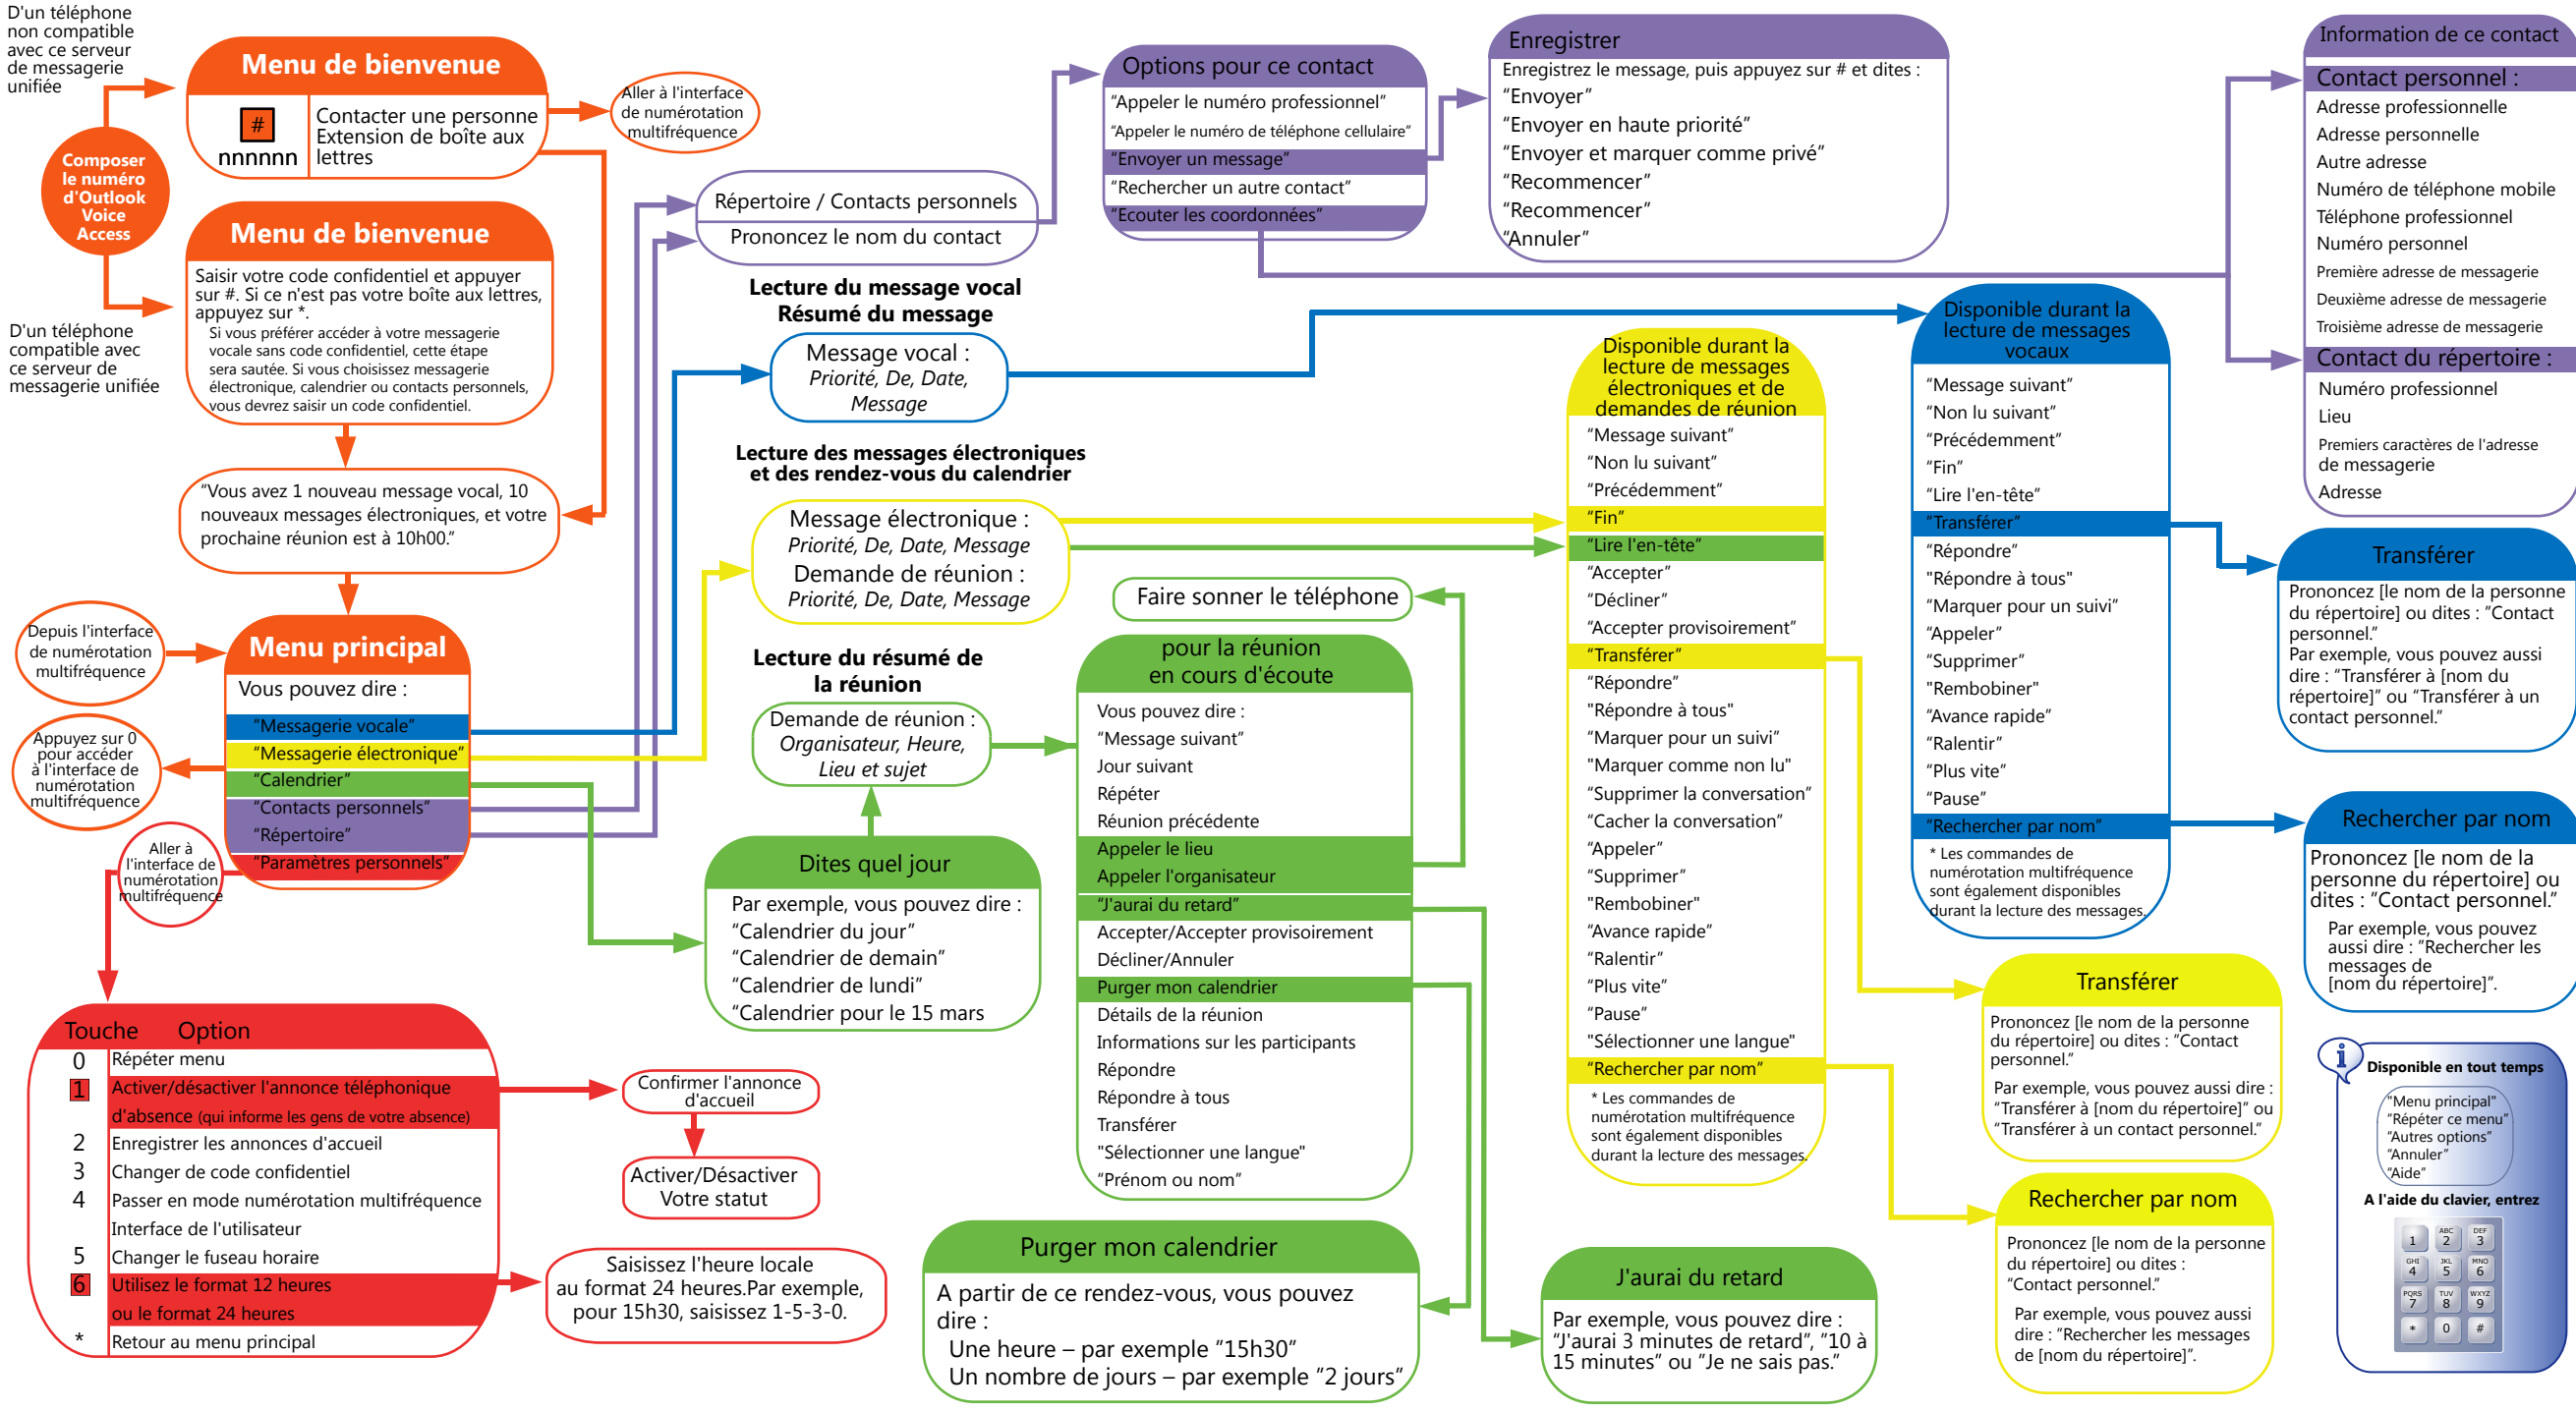 D'un téléphone
non compatible
avec ce serveur
de messagerie
unifiée
Composer
le numéro
d'Outlook
Voice
Access
D'un téléphone
compatible avec
ce serveur de
messagerie unifiée
Menu de bienvenue
#
nnnnnn
Contacter une personne
Extension de boîte aux
lettres
Aller à l'interface
de numérotation
multifréquence
Menu de bienvenue
Saisir votre code confidentiel et appuyer
sur #. Si ce n'est pas votre boîte aux lettres,
appuyez sur *.
Si vous préférer accéder à votre messagerie
vocale sans code confidentiel, cette étape
sera sautée. Si vous choisissez messagerie
électronique, calendrier ou contacts personnels,
vous devrez saisir un code confidentiel.
“Vous avez 1 nouveau message vocal, 10
nouveaux messages électroniques, et votre
prochaine réunion est à 10h00.”
Depuis l'interface
de numérotation
multifréquence
Appuyez sur 0
pour accéder
à l'interface de
numérotation
multifréquence
Aller à
l'interface de
numérotation
multifréquence
Menu principal
Vous pouvez dire :
“Messagerie vocale”
“Messagerie électronique”
“Calendrier”
“Contacts personnels”
“Répertoire”
“Paramètres personnels”
Touche Option
0 Répéter menu
1 Activer/désactiver l'annonce téléphonique
d'absence (qui informe les gens de votre absence)
2 Enregistrer les annonces d'accueil
3 Changer de code confidentiel
4 Passer en mode numérotation multifréquence
Interface de l'utilisateur
5 Changer le fuseau horaire
6 Utilisez le format 12 heures
ou le format 24 heures
* Retour au menu principal
Confirmer l'annonce
d'accueil
Activer/Désactiver
Votre statut
Saisissez l'heure locale
au format 24 heures.Par exemple,
pour 15h30, saisissez 1-5-3-0.
Répertoire / Contacts personnels
Prononcez le nom du contact
Lecture du message vocal
Résumé du message
Message vocal :
Priorité, De, Date,
Message
Lecture des messages électroniques
et des rendez-vous du calendrier
Message électronique :
Priorité, De, Date, Message
Demande de réunion :
Priorité, De, Date, Message
Lecture du résumé de
la réunion
Demande de réunion :
Organisateur, Heure,
Lieu et sujet
Dites quel jour
Par exemple, vous pouvez dire :
“Calendrier du jour”
“Calendrier de demain”
“Calendrier de lundi”
“Calendrier pour le 15 mars
Options pour ce contact
“Appeler le numéro professionnel”
“Appeler le numéro de téléphone cellulaire”
“Envoyer un message”
“Rechercher un autre contact”
“Ecouter les coordonnées”
Enregistrer
Enregistrez le message, puis appuyez sur # et dites :
“Envoyer”
“Envoyer en haute priorité”
“Envoyer et marquer comme privé”
“Recommencer”
“Recommencer”
“Annuler”
Faire sonner le téléphone
pour la réunion
en cours d'écoute
Vous pouvez dire :
“Message suivant”
Jour suivant
Répéter
Réunion précédente
Appeler le lieu
Appeler l'organisateur
“J'aurai du retard”
Accepter/Accepter provisoirement
Décliner/Annuler
Purger mon calendrier
Détails de la réunion
Informations sur les participants
Répondre
Répondre à tous
Transférer
"Sélectionner une langue"
“Prénom ou nom”
Purger mon calendrier
A partir de ce rendez-vous, vous pouvez
dire :
Une heure – par exemple “15h30”
Un nombre de jours – par exemple “2 jours”
J'aurai du retard
Par exemple, vous pouvez dire :
“J'aurai 3 minutes de retard”, “10 à
15 minutes” ou “Je ne sais pas.”
Disponible durant la
lecture de messages
électroniques et de
demandes de réunion
“Message suivant”
“Non lu suivant”
“Précédemment”
“Fin”
“Lire l'en-tête”
“Accepter”
“Décliner”
“Accepter provisoirement”
“Transférer”
“Répondre”
"Répondre à tous"
“Marquer pour un suivi”
"Marquer comme non lu"
“Supprimer la conversation”
“Cacher la conversation”
“Appeler”
“Supprimer”
"Rembobiner"
“Avance rapide”
“Ralentir”
“Plus vite”
“Pause”
"Sélectionner une langue"
“Rechercher par nom”
* Les commandes de
numérotation multifréquence
sont également disponibles
durant la lecture des messages.
Disponible durant la
lecture de messages
vocaux
“Message suivant”
“Non lu suivant”
“Précédemment”
“Fin”
“Lire l'en-tête”
“Transférer”
“Répondre”
"Répondre à tous"
“Marquer pour un suivi”
“Appeler”
“Supprimer”
"Rembobiner"
“Avance rapide”
“Ralentir”
“Plus vite”
“Pause”
“Rechercher par nom”
* Les commandes de
numérotation multifréquence
sont également disponibles
durant la lecture des messages.
Transférer
Prononcez [le nom de la personne
du répertoire] ou dites : “Contact
personnel.”
Par exemple, vous pouvez aussi dire :
“Transférer à [nom du répertoire]” ou
“Transférer à un contact personnel.”
Rechercher par nom
Prononcez [le nom de la personne
du répertoire] ou dites :
“Contact personnel.”
Par exemple, vous pouvez aussi
dire : “Rechercher les messages
de [nom du répertoire]”.
Information de ce contact
Contact personnel :
Adresse professionnelle
Adresse personnelle
Autre adresse
Numéro de téléphone mobile
Téléphone professionnel
Numéro personnel
Première adresse de messagerie
Deuxième adresse de messagerie
Troisième adresse de messagerie
Contact du répertoire :
Numéro professionnel
Lieu
Premiers caractères de l'adresse
de messagerie
Adresse
Transférer
Prononcez [le nom de la personne
du répertoire] ou dites : “Contact
personnel.”
Par exemple, vous pouvez aussi
dire : “Transférer à [nom du
répertoire]” ou “Transférer à un
contact personnel.”
Rechercher par nom
Prononcez [le nom de la
personne du répertoire] ou
dites : “Contact personnel.”
Par exemple, vous pouvez
aussi dire : “Rechercher les
messages de
[nom du répertoire]”.
i
Disponible en tout temps
"Menu principal"
“Répéter ce menu”
“Autres options”
“Annuler”
“Aide”
A l'aide du clavier, entrez
1 ABC 2 DEF 3
GHI 4 JKL 5 MNO 6
PQRS 7 TUV 8 WXYZ 9
* 0 #